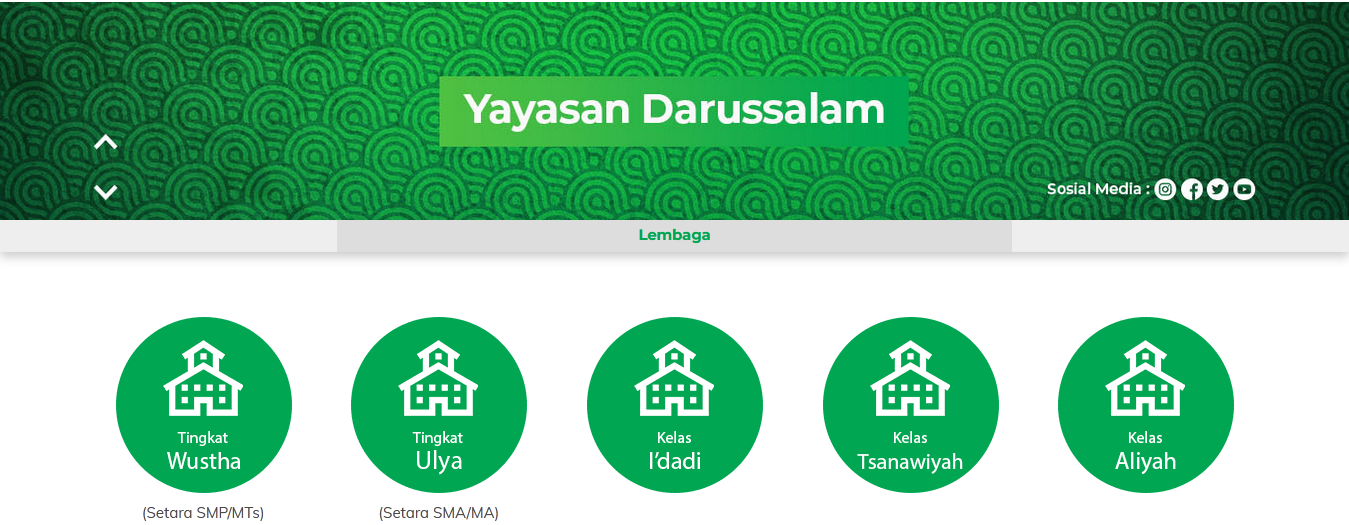 Yayasan Darussalam
Sosial Media :
Lembaga
Tingkat
Wustha
(Setara SMP/MTs)
Tingkat
Ulya
(Setara SMA/MA)
Kelas
I'dadi
Kelas
Tsanawiyah
Kelas
Aliyah